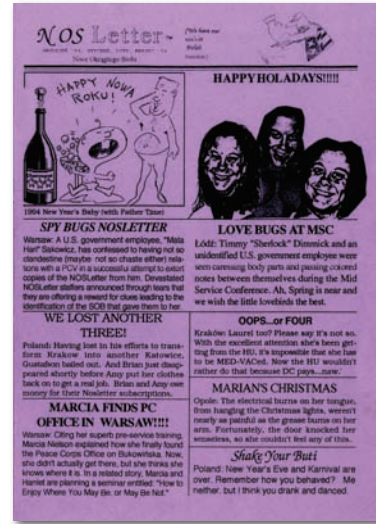 NOS Letter
Nowe Okrągłego Stołu
HAPPY NOWA
ROKU!
1994 New Year's Baby (with Father Time)
HAPPY HOLADAYS!!!!!
SPY BUGS NOSLETTER
Warsaw: A U.S. government employee, "Mata
Hari" Sakowicz, has confessed to having not so
clandestine (maybe not so chaste either) rela-
sions with a PCV in a successful attempt to extort
copies of the NOSLetter from him. Devastated
NOSLetter staffers announced through tears that
they are offering a reward for clues leading to the
identification of the SOB that gave them to her.
WE LOST ANOTHER
THREE!
Poland: Having lost in his efforts to trans-
form Krakow into another Katowice,
Gustafson bailed out. And Brian just disap-
peared shortly before Amy put her clothes
back on to get a real job. Brian and Amy owe
money for their Nosletter subscriptions.
MARCIA FINDS PC
OFFICE IN WARSAW!!!!
Warsaw: Citing her superb pre-service training,
Marcia Nelson explained how she finally found
the Peace Corps Office on Bukowińska. Now,
she didn't actually get there, but she thinks she
knows where it is. In a related story, Marcia and
Harriet are planning a seminar entitled: "How to
Enjoy Where You May Be, or May Be Not."
LOVE BUGS AT MSC
Łódź: Timmy "Sherlock" Dimmick and an
unidentified U.S. government employee were
seen caressing body parts and passing colored
notes between themselves during the Mid
Service Conference. Ah, Spring is near and
we wish the little lovebirds the best.
OOPS...or FOUR
Kraków: Laurel too? Please say it's not so.
With the excellent attention she's been get-
ting from the HU, it's impossible that she has
to be MED-VACed. Now the HU wouldn't
rather do that because DC pays...naw.
MARIAN'S CHRISTMAS
Opole: The electrical burns on her tongue,
from hanging the Christmas lights, weren't
nearly as painful as the grease burns on her
arm. Fortunately, the door knocked her
senseless, so she couldn't feel any of this.
Shake Your Buti
Poland: New Year's Eve and Karnival are
over. Remember how you behaved? Me
neither, but I think you drank and danced.